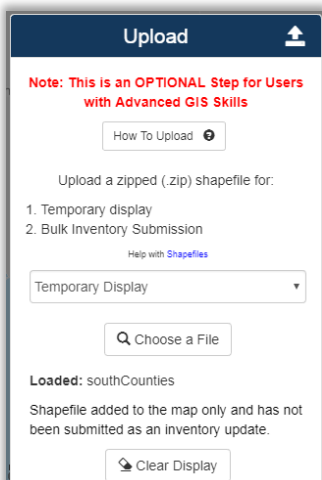 Upload
Note: This is an OPTIONAL Step for Users
with Advanced GIS Skills
How To Upload
Upload a zipped (.zip) shapefile for:
1. Temporary display
2. Bulk Inventory Submission
Help with Shapefiles
Temporary Display
Choose a File
Loaded: southCounties
Shapefile added to the map only and has not
been submitted as an inventory update.
Clear Display